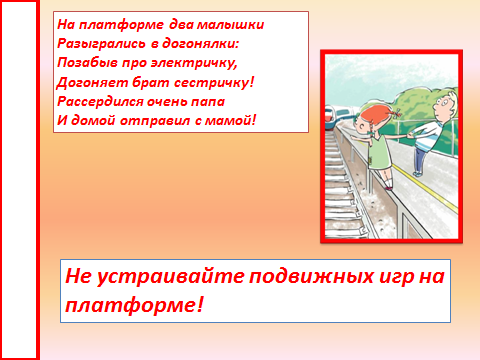 На платформе два малышки
Разыгрались в догонялки:
Позабыв про электричку,
Догоняет брат сестричку!
Рассердился очень папа
И домой отправил с мамой!
Не устраивайте подвижных игр на
платформе!